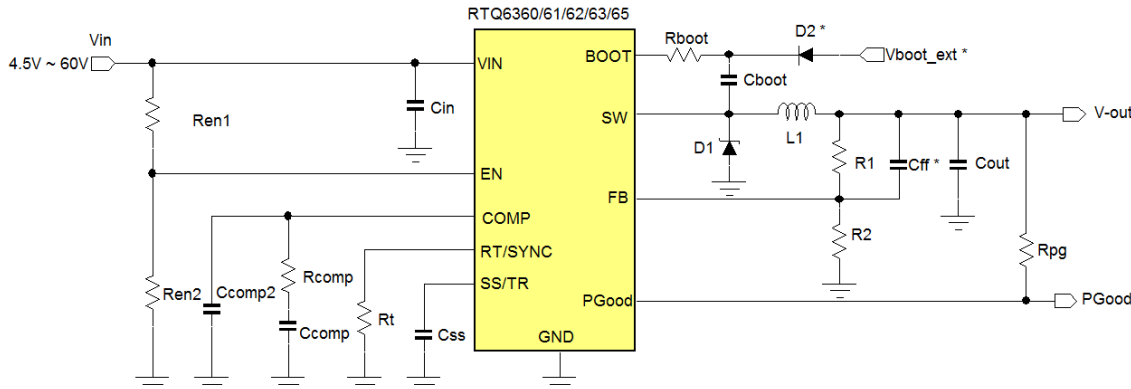 RTQ6360/61/62/63/65
Vin
4.5V ~ 60V
VIN
BOOT
Rboot
D2 *
Vboot_ext *
Cboot
Cin
Ren1
SW
L1
V-out
D1
R1
Cff *
Cout
EN
FB
COMP
R2
RT/SYNC
Rpg
Rcomp
SS/TR
Ren2
Ccomp2
PGood
PGood
Ccomp
Rt
Css
GND